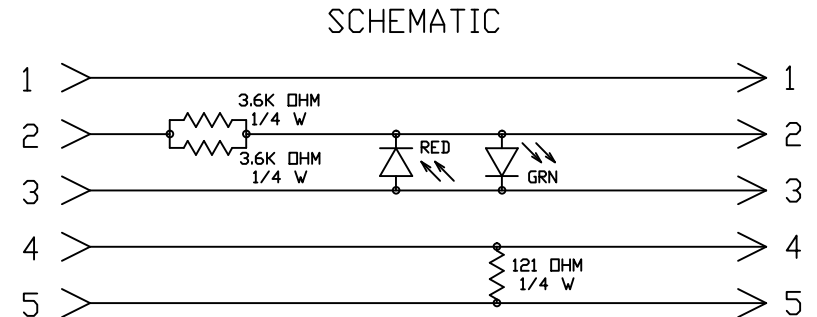 SCHEMATIC
1
1
3.6K OHM
1/4 W
2
2
RED
3.6K OHM
1/4 W
GRN
3
3
4
4
121 OHM
1/4 W
5
5